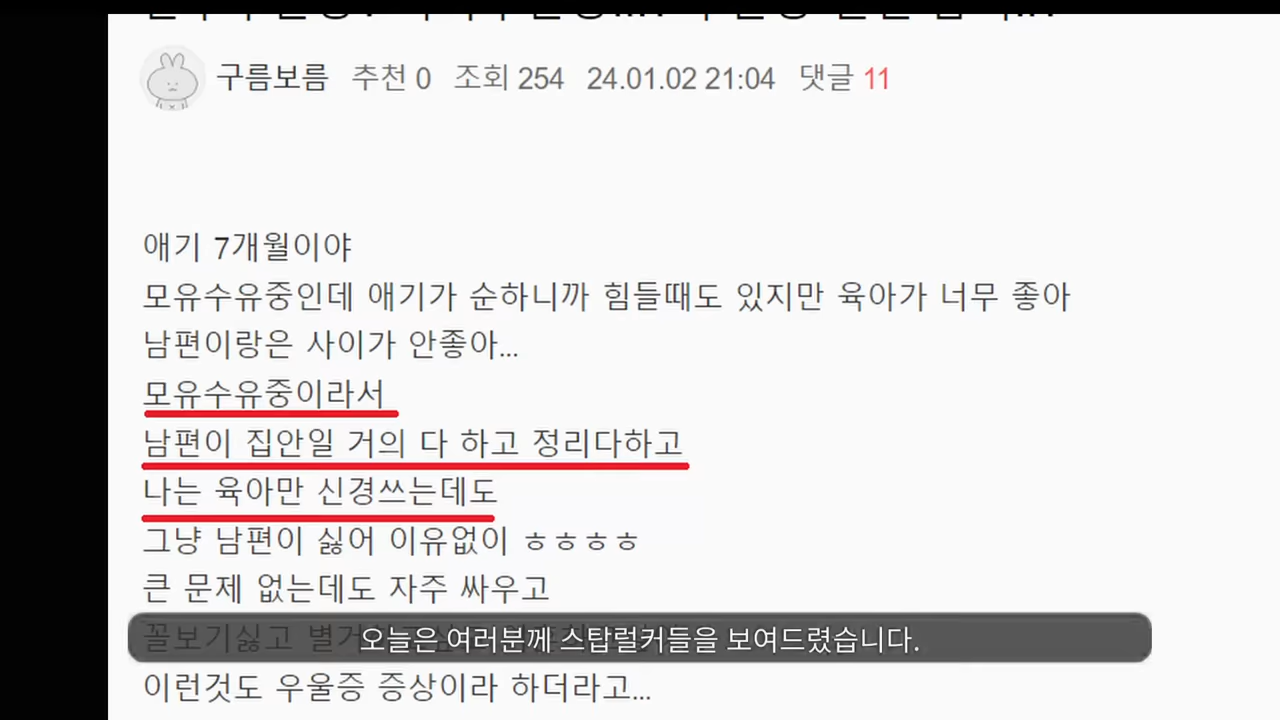 구름보름 추천 0 조회 254 24.01.02 21:04 댓글 11
애기 7개월이야
모유수유중인데 애기가 순하니까 힘들때도 있지만 육아가 너무 좋아
남편이랑은 사이가 안좋아...
모유수유중이라서
남편이 집안일 거의 다 하고 정리다하고
나는 육아만 신경쓰는데도
그냥 남편이 싫어 이유없이 ㅎㅎㅎㅎ
큰 문제 없는데도 자주 싸우고
꼴보기싫고
오늘은 여러분께 스탑럴커들을 보여드렸습니다.
이런것도 우울증 증상이라 하더라고...